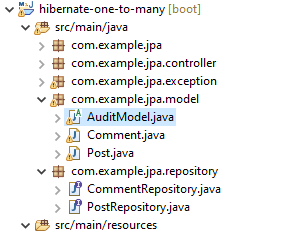 hibernate-one-to-many [boot]
src/main/java
com.example.jpa
com.example.jpa.controller
com.example.jpa.exception
com.example.jpa.model
AuditModel.java
Comment.java
Post.java
com.example.jpa.repository
CommentRepository.java
PostRepository.java
src/main/resources